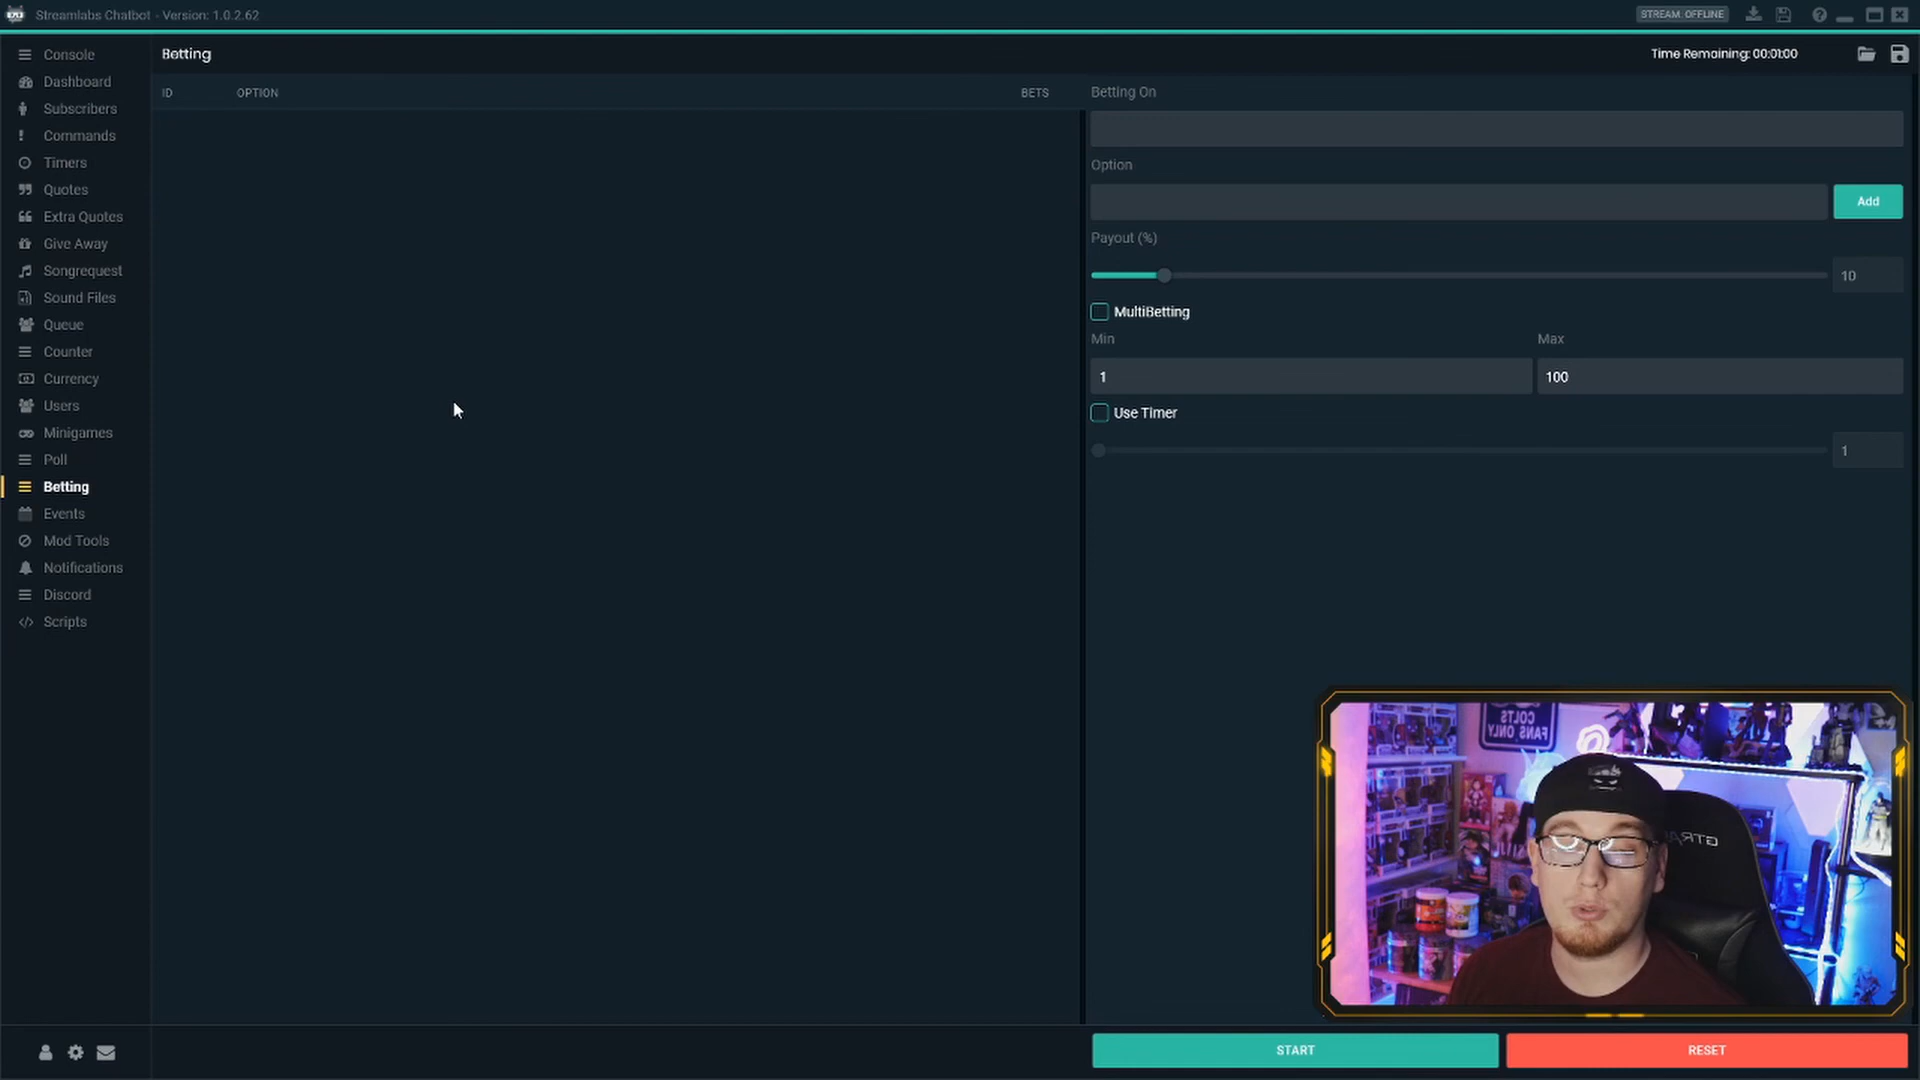 Streamlabs Chatbot - Version: 1.0.2.62
STREAM: OFFLINE
Console
Dashboard
Subscribers
Commands
Timers
Quotes
Extra Quotes
Give Away
Songrequest
Sound Files
Queue
Counter
Currency
Users
Minigames
Poll
Betting
Events
Mod Tools
Notifications
Discord
Scripts
Betting
Time Remaining: 00:01:00
ID OPTION BETS
Betting On
Option
Add
Payout (%)
10
MultiBetting
Min Max
1 100
Use Timer
1
COLTS
FANS ONLY
START RESET